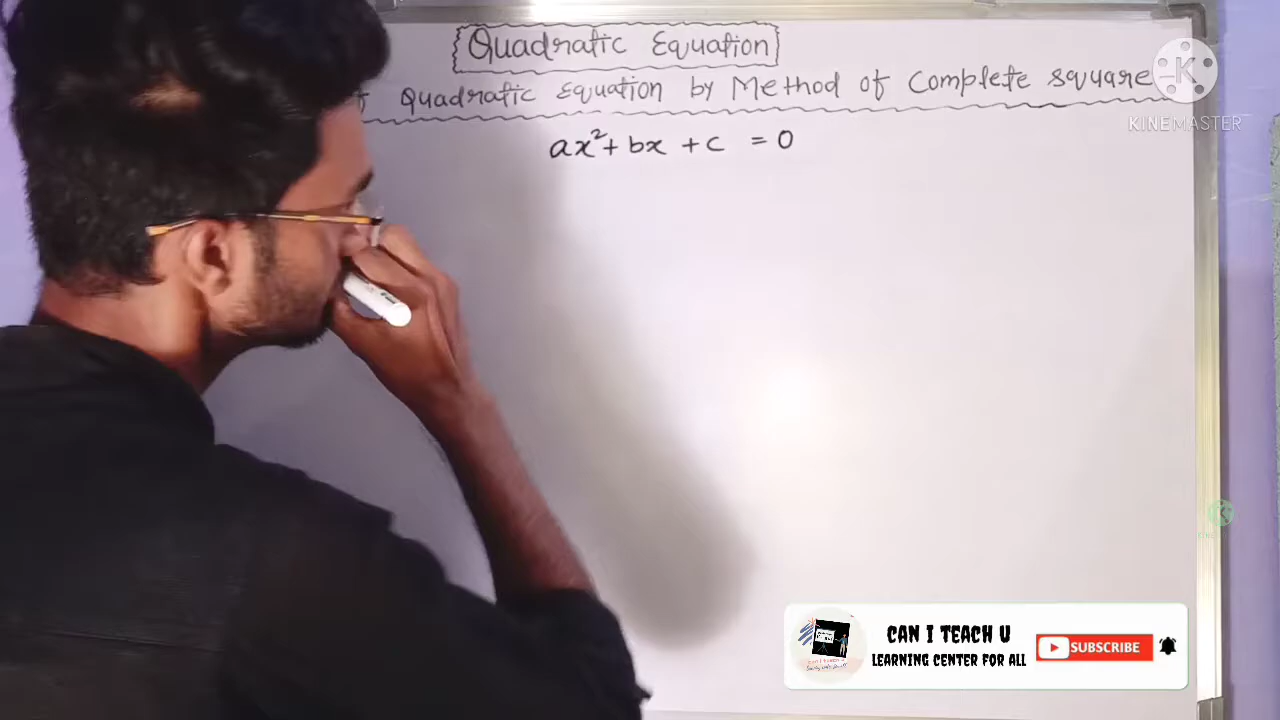 Quadratic Equation
Quadratic Equation by Method of Complete square
ax²+ bx + c = 0
KINEMASTER
CAN I TEACH U
LEARNING CENTER FOR ALL
SUBSCRIBE